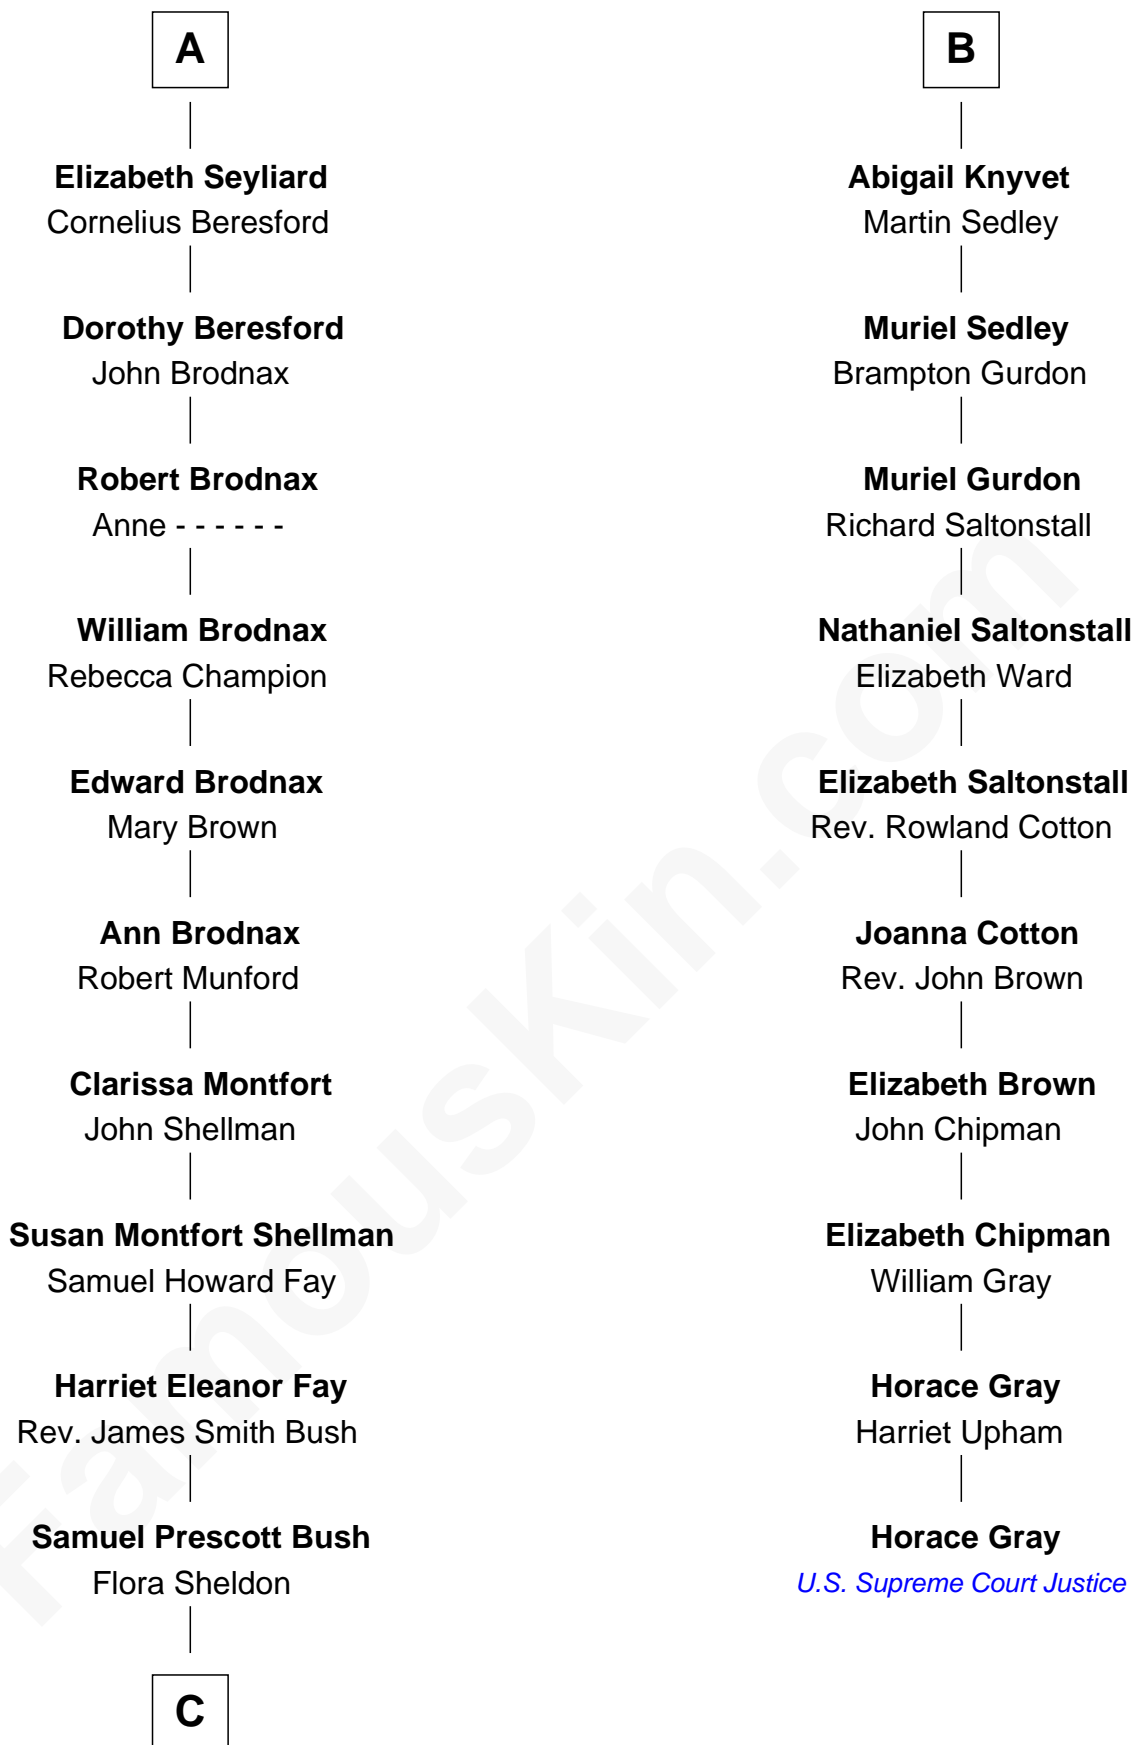 A
Elizabeth Seyliard
Cornelius Beresford
Dorothy Beresford
John Brodnax
Robert Brodnax
Anne - - - - - -
William Brodnax
Rebecca Champion
Edward Brodnax
Mary Brown
Ann Brodnax
Robert Munford
Clarissa Montfort
John Shellman
Susan Montfort Shellman
Samuel Howard Fay
Harriet Eleanor Fay
Rev. James Smith Bush
Samuel Prescott Bush
Flora Sheldon
C
B
Abigail Knyvet
Martin Sedley
Muriel Sedley
Brampton Gurdon
Muriel Gurdon
Richard Saltonstall
Nathaniel Saltonstall
Elizabeth Ward
Elizabeth Saltonstall
Rev. Rowland Cotton
Joanna Cotton
Rev. John Brown
Elizabeth Brown
John Chipman
Elizabeth Chipman
William Gray
Horace Gray
Harriet Upham
Horace Gray
U.S. Supreme Court Justice
FamousKin.com